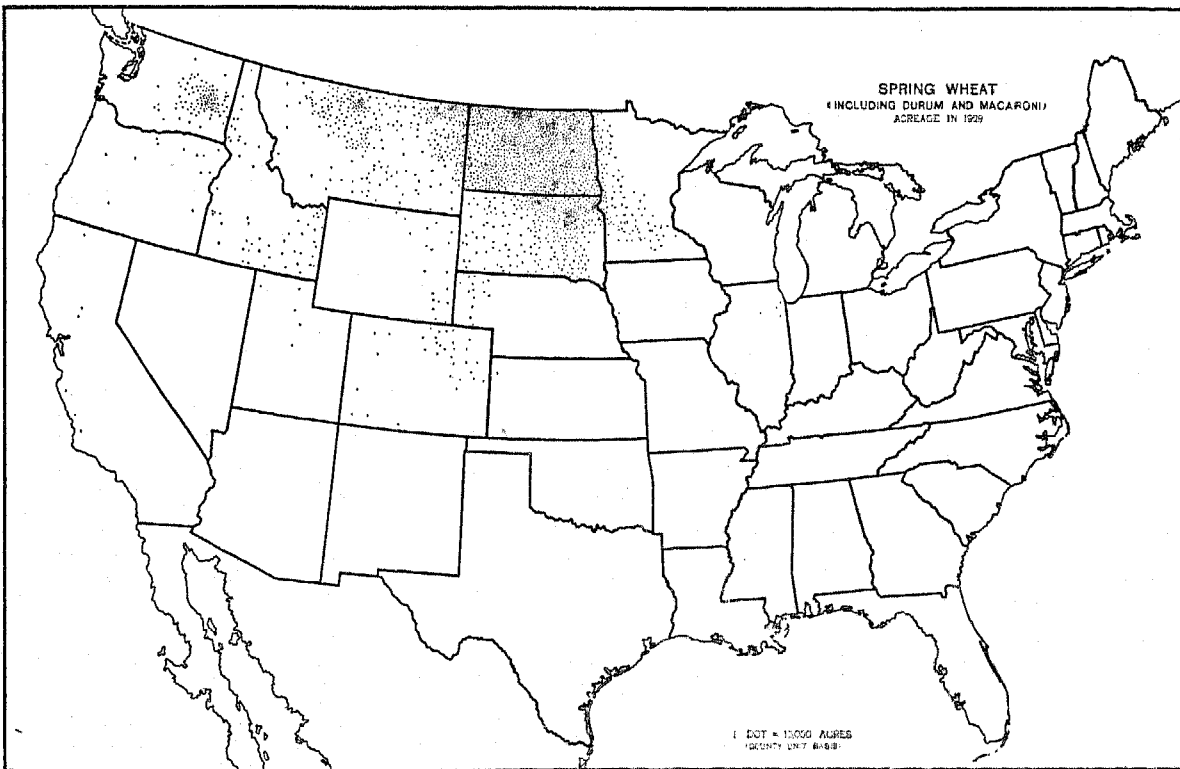 SPRING WHEAT
(INCLUDING DURUM AND MACARONI)
ACREAGE IN 1929
1 DOT = 10,000 ACRES
(COUNTY UNIT BASIS)